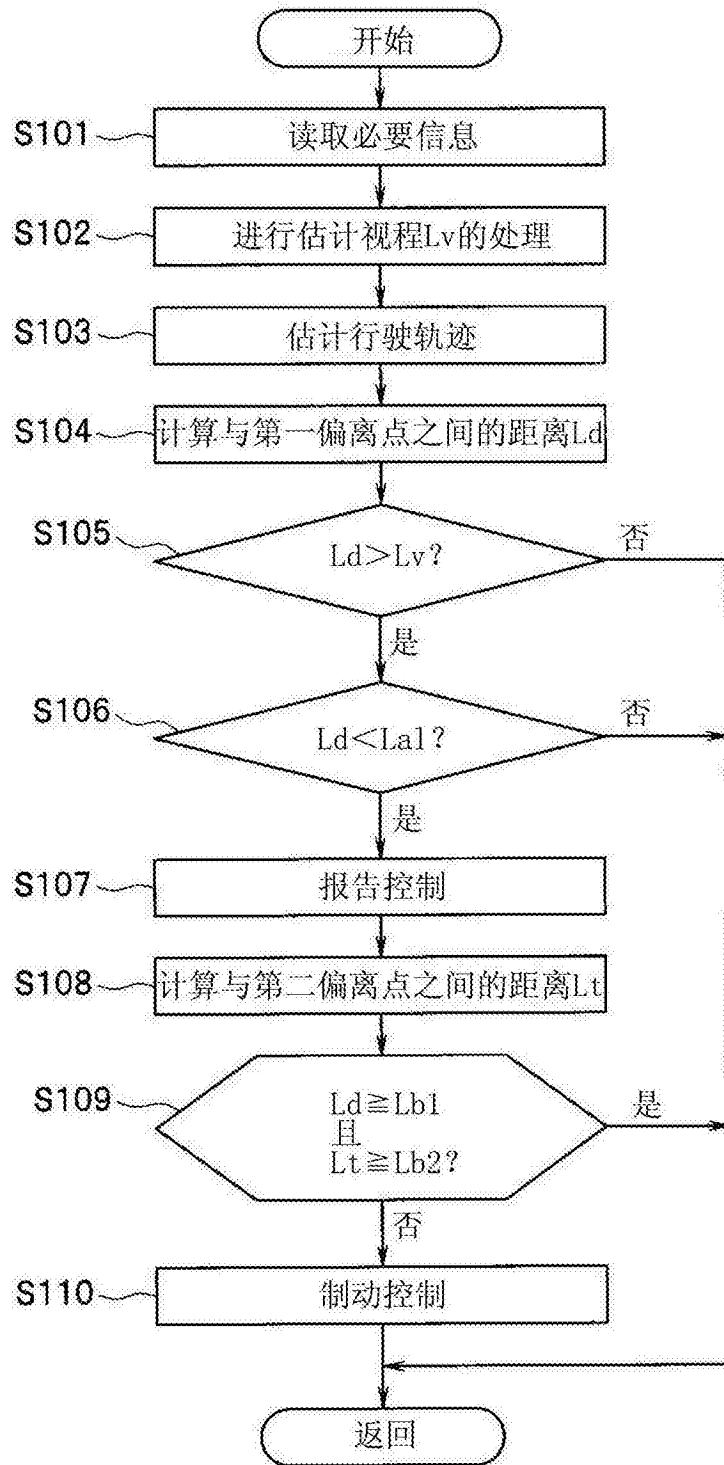 开始
S101
读取必要信息
S102
进行估计视程Lv的处理
S103
估计行驶轨迹
S104
计算与第一偏离点之间的距离Ld
S105
Ld＞Lv？
否
是
S106
Ld＜La1？
否
是
S107
报告控制
S108
计算与第二偏离点之间的距离Lt
S109
Ld≧Lb1
且
Lt≧Lb2？
是
否
S110
制动控制
返回